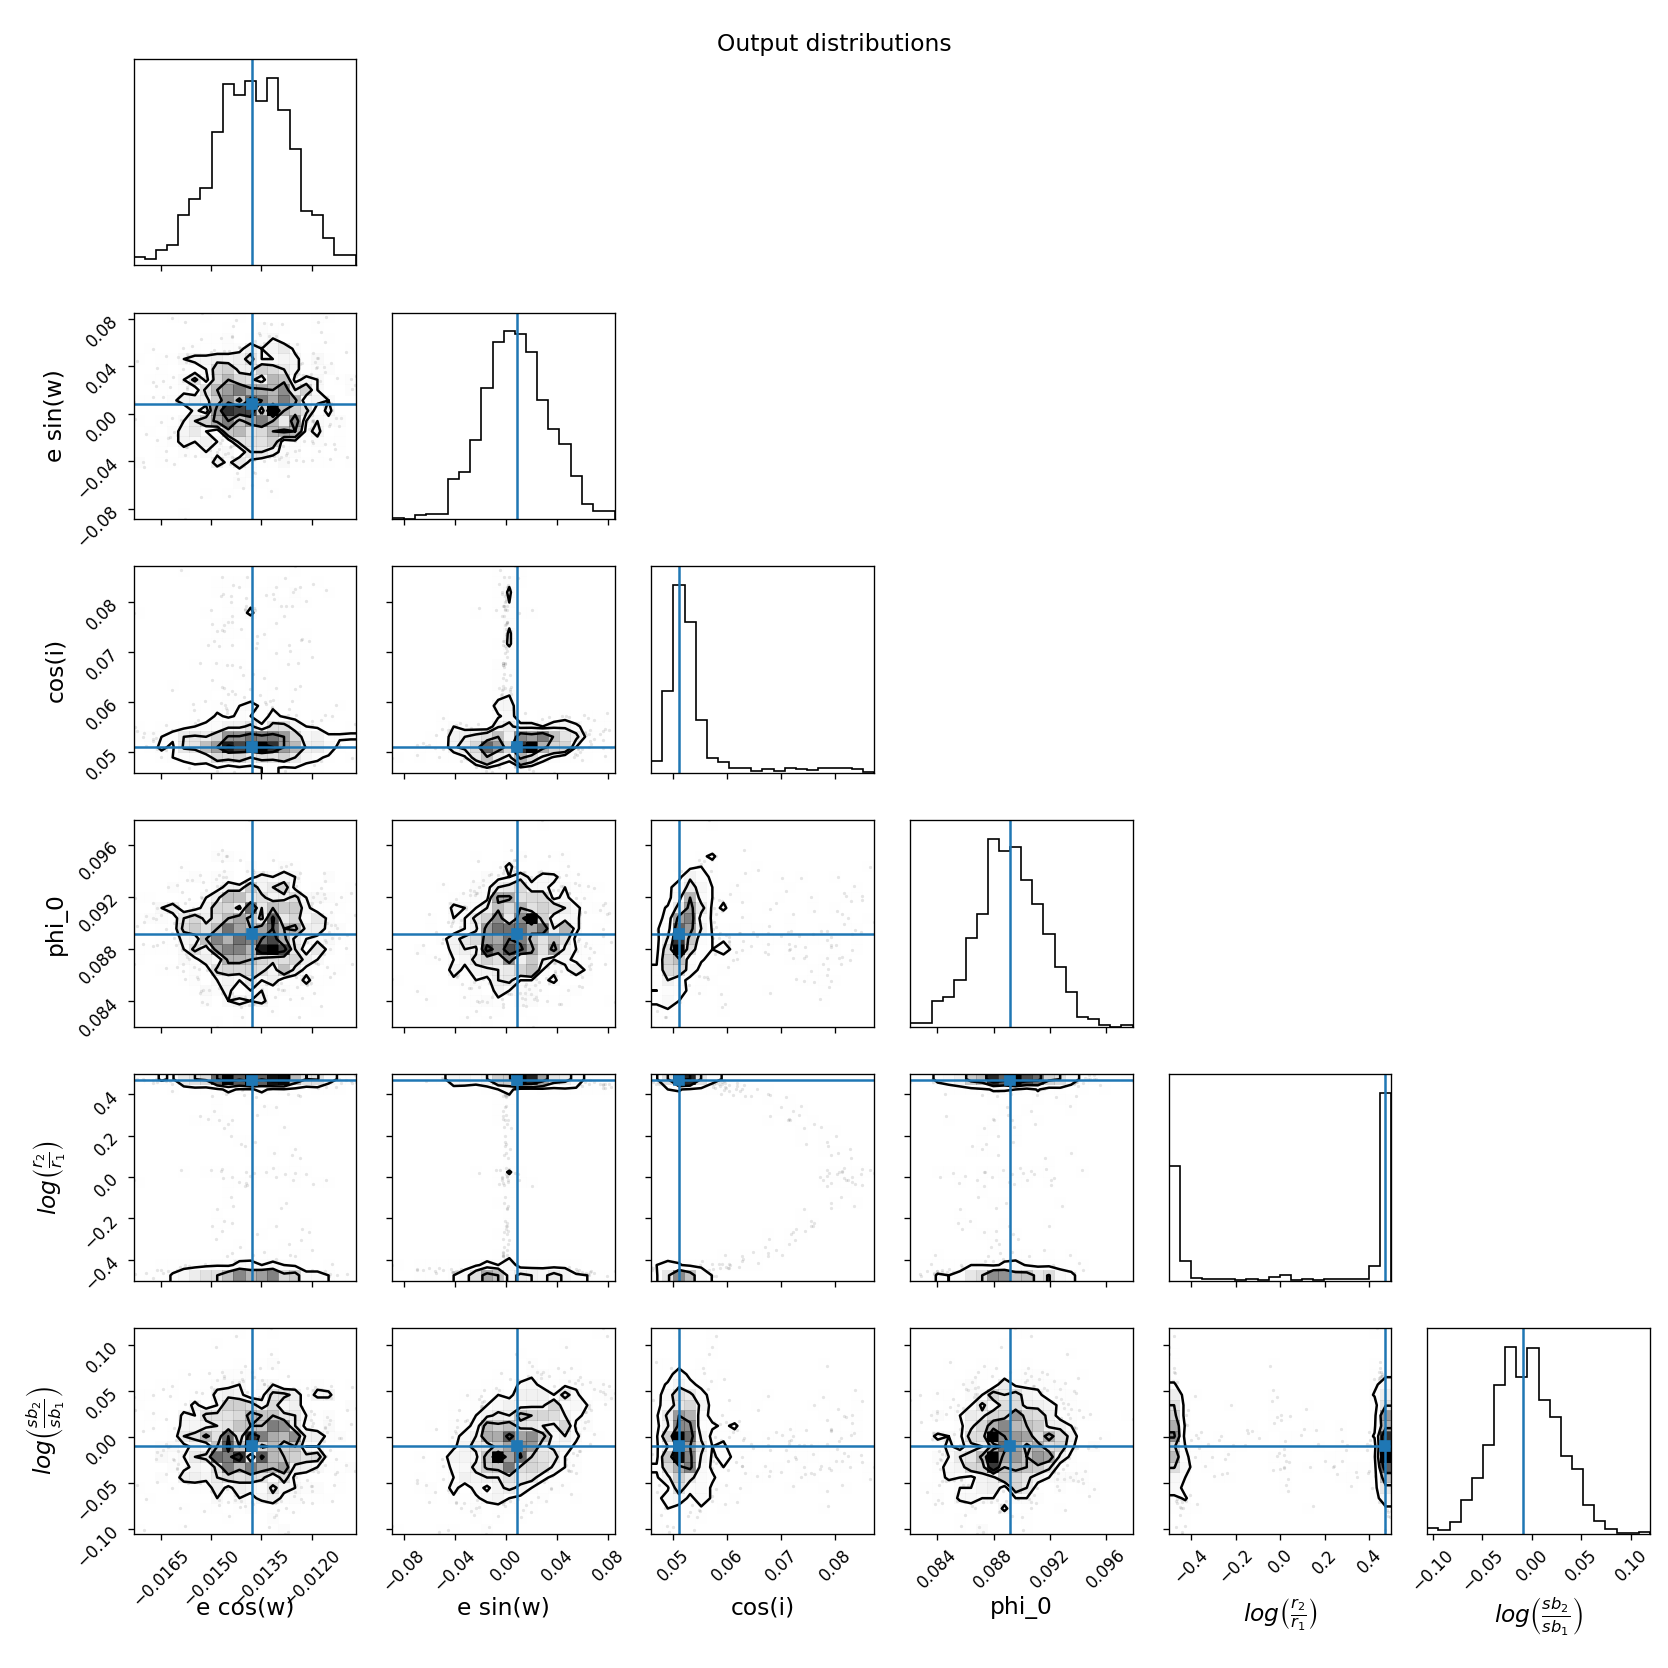 Output distributions
0.08
0.04
0.00
−0.04
−0.08
e sin(w)
0.08
0.07
0.06
0.05
cos(i)
0.096
0.092
0.088
0.084
phi_0
0.4
0.2
0.0
−0.2
−0.4
log(r₂/r₁)
0.10
0.05
0.00
−0.05
−0.10
log(sb₂/sb₁)
−0.0165 −0.0150 −0.0135 −0.0120
−0.08 −0.04 0.00 0.04 0.08
0.05 0.06 0.07 0.08
0.084 0.088 0.092 0.096
−0.4 −0.2 0.0 0.2 0.4
−0.10 −0.05 0.00 0.05 0.10
e cos(w) e sin(w) cos(i) phi_0 log(r₂/r₁) log(sb₂/sb₁)